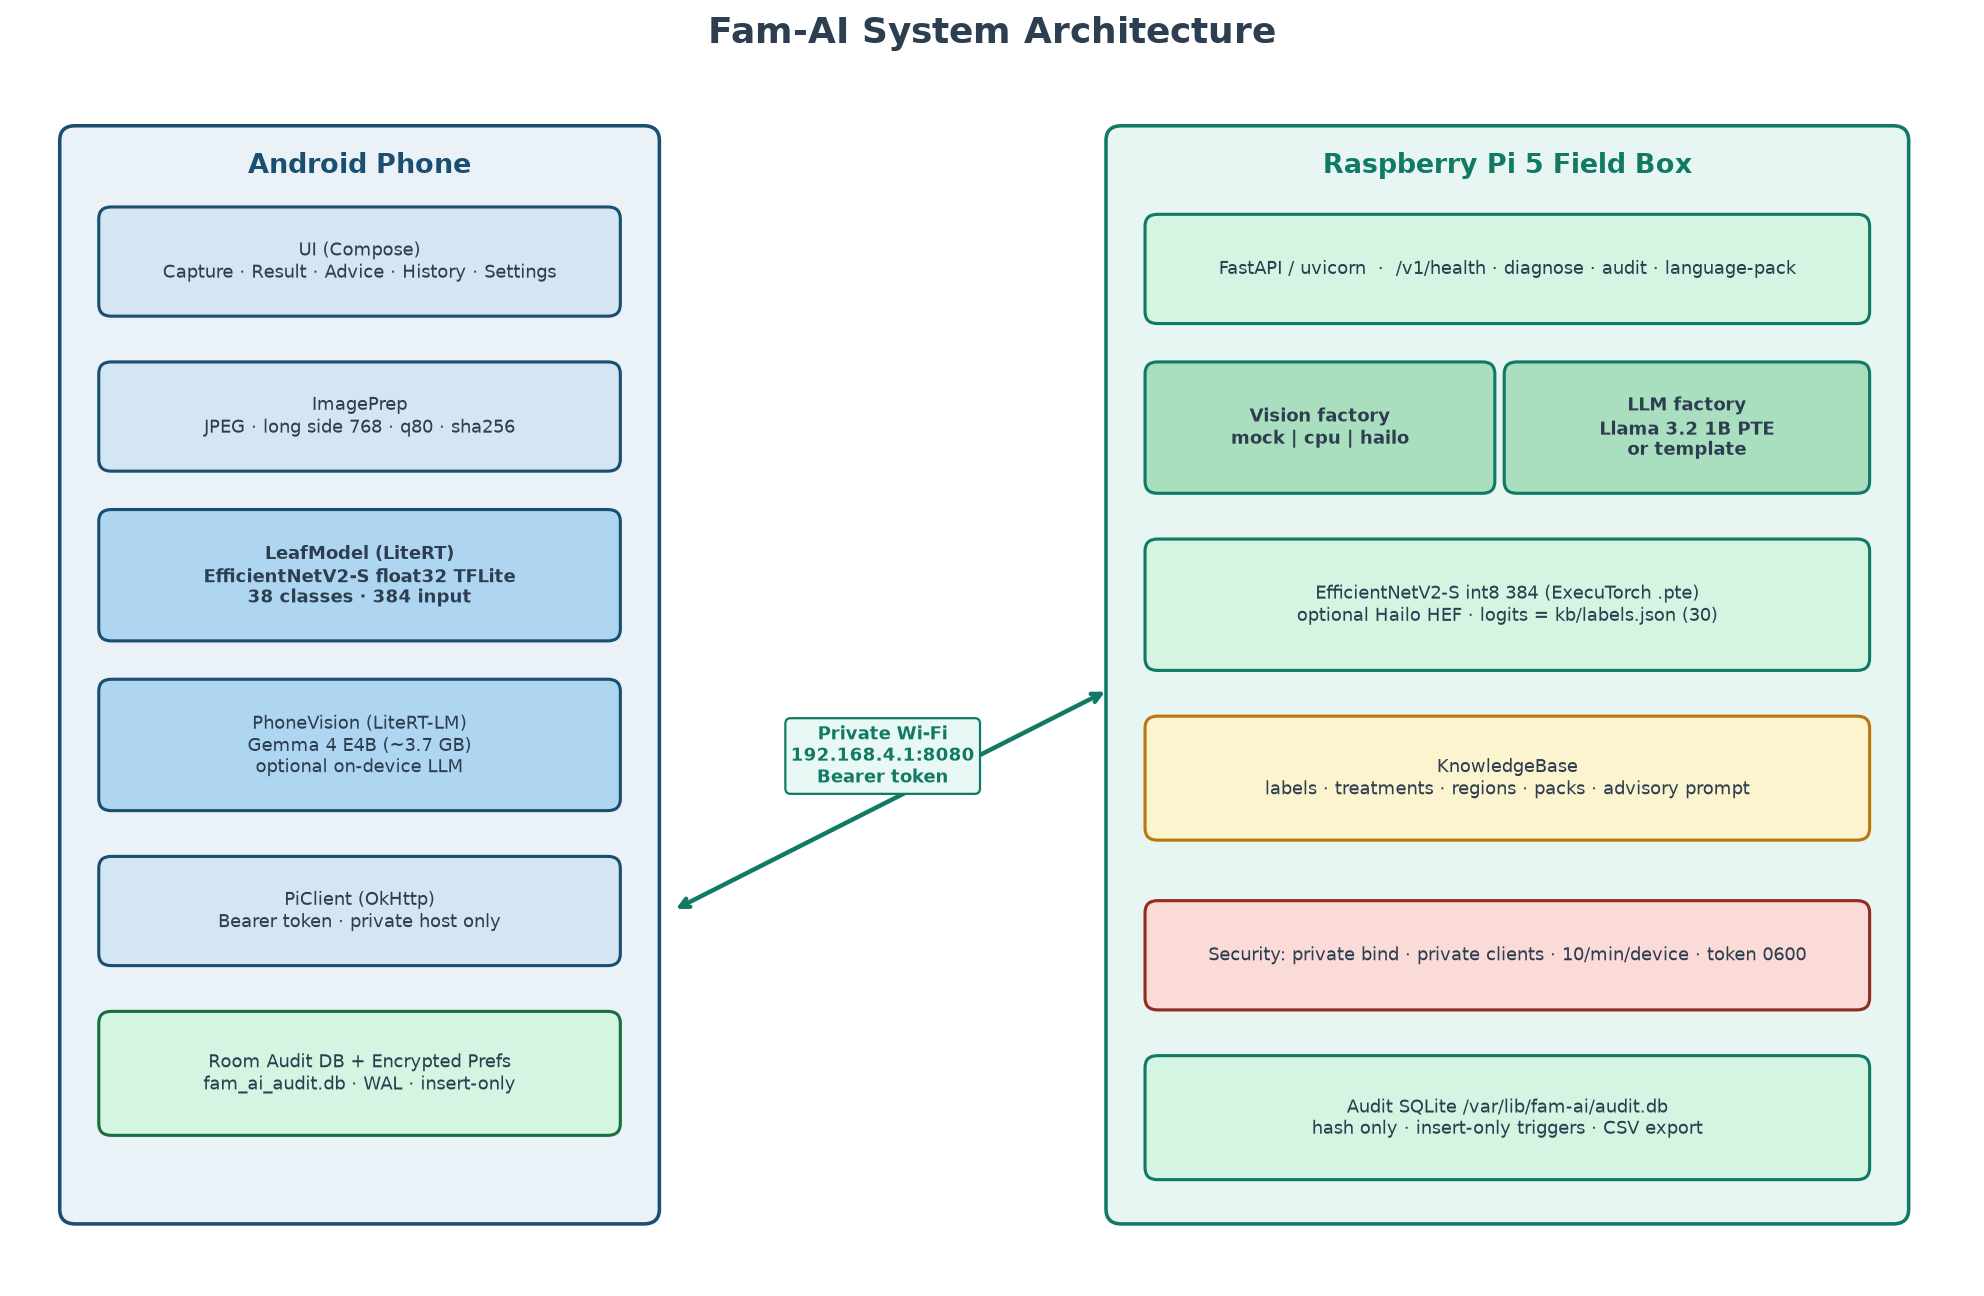 Fam-AI System Architecture
Android Phone
UI (Compose)
Capture · Result · Advice · History · Settings
ImagePrep
JPEG · long side 768 · q80 · sha256
LeafModel (LiteRT)
EfficientNetV2-S float32 TFLite
38 classes · 384 input
PhoneVision (LiteRT-LM)
Gemma 4 E4B (~3.7 GB)
optional on-device LLM
PiClient (OkHttp)
Bearer token · private host only
Room Audit DB + Encrypted Prefs
fam_ai_audit.db · WAL · insert-only
Private Wi-Fi
192.168.4.1:8080
Bearer token
Raspberry Pi 5 Field Box
FastAPI / uvicorn · /v1/health · diagnose · audit · language-pack
Vision factory
mock | cpu | hailo
LLM factory
Llama 3.2 1B PTE
or template
EfficientNetV2-S int8 384 (ExecuTorch .pte)
optional Hailo HEF · logits = kb/labels.json (30)
KnowledgeBase
labels · treatments · regions · packs · advisory prompt
Security: private bind · private clients · 10/min/device · token 0600
Audit SQLite /var/lib/fam-ai/audit.db
hash only · insert-only triggers · CSV export